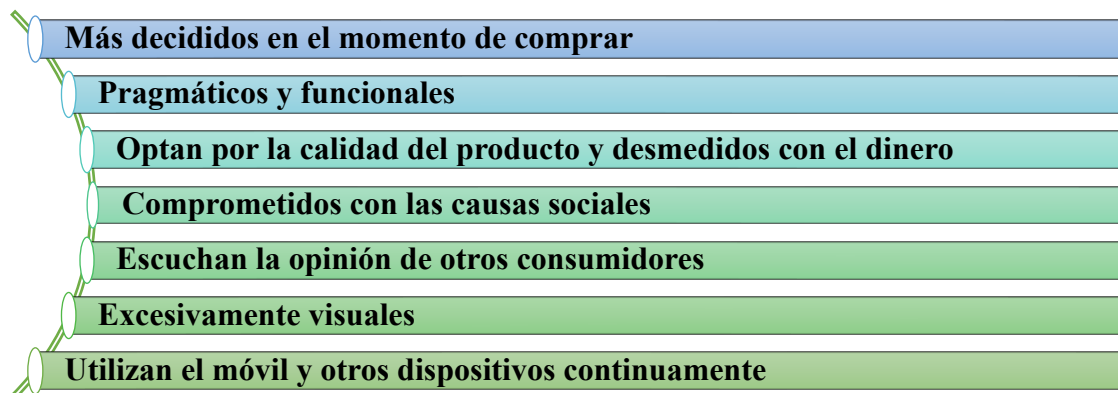 Más decididos en el momento de comprar
Pragmáticos y funcionales
Optan por la calidad del producto y desmedidos con el dinero
Comprometidos con las causas sociales
Escuchan la opinión de otros consumidores
Excesivamente visuales
Utilizan el móvil y otros dispositivos continuamente